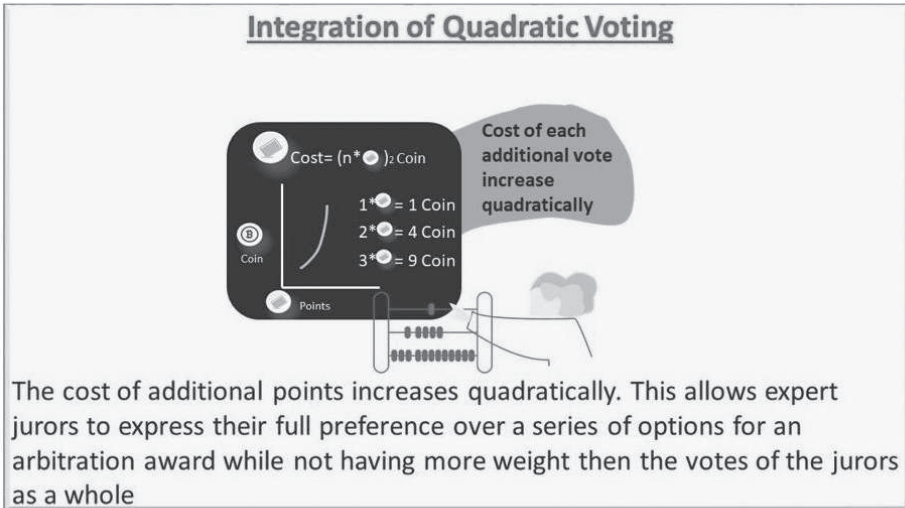 Integration of Quadratic Voting
Cost of each
additional vote
increase
quadratically
Cost= (n* )2 Coin
1* = 1 Coin
2* = 4 Coin
3* = 9 Coin
B
Coin
Points
The cost of additional points increases quadratically. This allows expert
jurors to express their full preference over a series of options for an
arbitration award while not having more weight then the votes of the jurors
as a whole